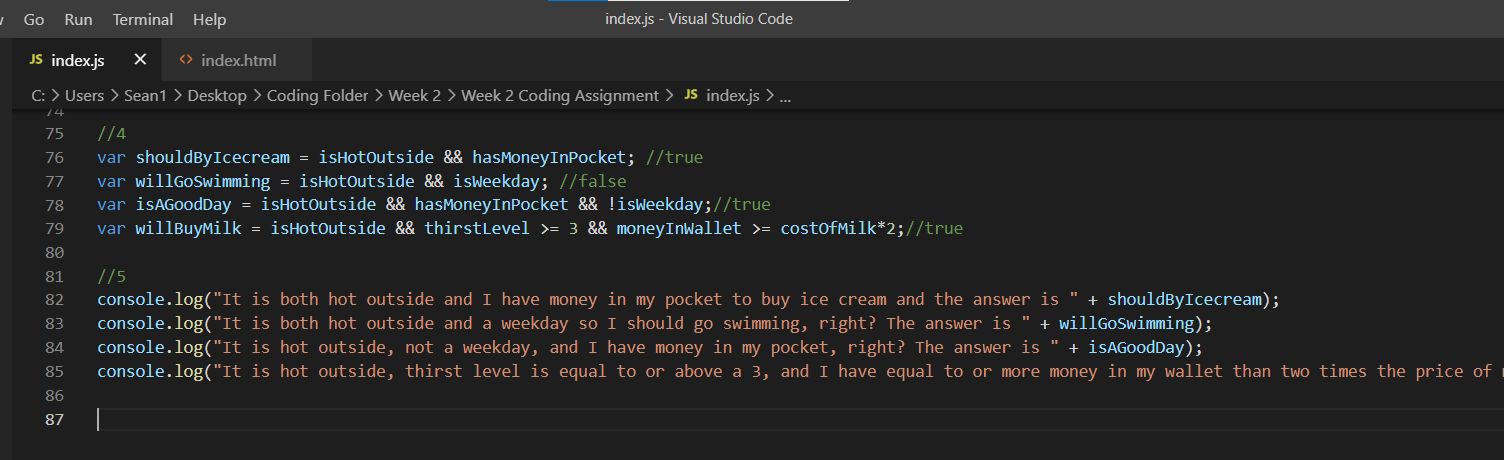 Go Run Terminal Help index.js - Visual Studio Code
JS index.js × <> index.html
C: > Users > Sean1 > Desktop > Coding Folder > Week 2 > Week 2 Coding Assignment > JS index.js > ...
74
75 //4
76 var shouldByIcecream = isHotOutside && hasMoneyInPocket; //true
77 var willGoSwimming = isHotOutside && isWeekday; //false
78 var isAGoodDay = isHotOutside && hasMoneyInPocket && !isWeekday;//true
79 var willBuyMilk = isHotOutside && thirstLevel >= 3 && moneyInWallet >= costOfMilk*2;//true
80
81 //5
82 console.log("It is both hot outside and I have money in my pocket to buy ice cream and the answer is " + shouldByIcecream);
83 console.log("It is both hot outside and a weekday so I should go swimming, right? The answer is " + willGoSwimming);
84 console.log("It is hot outside, not a weekday, and I have money in my pocket, right? The answer is " + isAGoodDay);
85 console.log("It is hot outside, thirst level is equal to or above a 3, and I have equal to or more money in my wallet than two times the price of
86
87